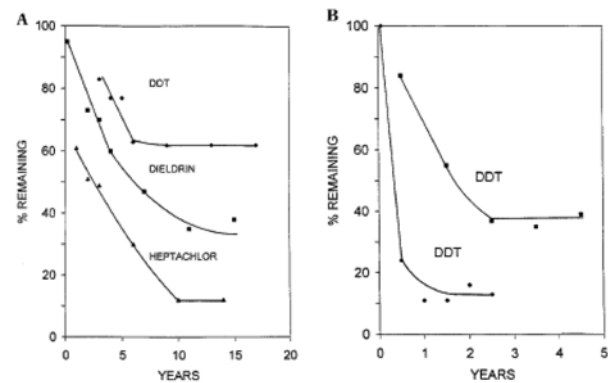 A
100
80
60
40
20
0
% REMAINING
DDT
DIELDRIN
HEPTACHLOR
0 5 10 15 20
YEARS
B
100
80
60
40
20
0
% REMAINING
DDT
DDT
0 1 2 3 4 5
YEARS